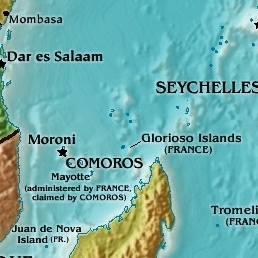 Mombasa
Dar es Salaam
SEYCHELLES
Glorioso Islands
(FRANCE)
Moroni
COMOROS
Mayotte
(administered by FRANCE,
claimed by COMOROS)
Tromeli
(FRAN
Juan de Nova
Island (FR.)
QUE